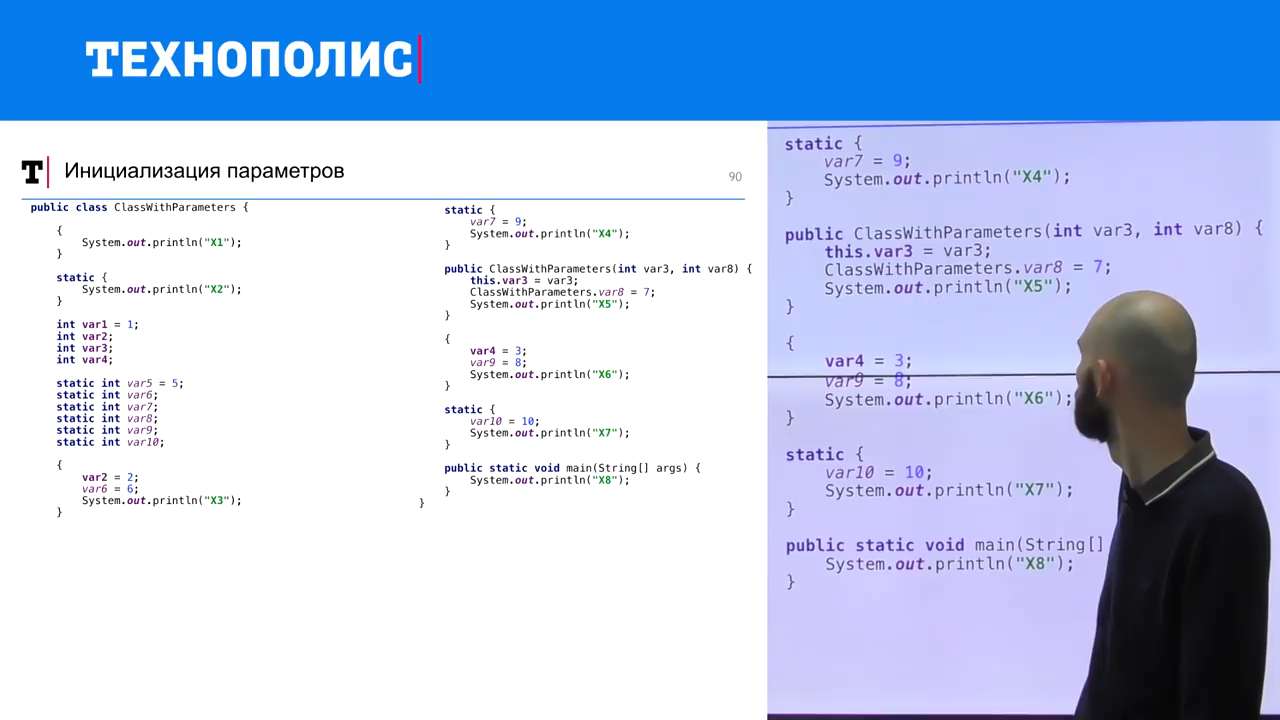 ТЕХНОПОЛИС
T
Инициализация параметров
90
public class ClassWithParameters {
{
System.out.println("X1");
}
static {
System.out.println("X2");
}
int var1 = 1;
int var2;
int var3;
int var4;
static int var5 = 5;
static int var6;
static int var7;
static int var8;
static int var9;
static int var10;
{
var2 = 2;
var6 = 6;
System.out.println("X3");
}
static {
var7 = 9;
System.out.println("X4");
}
public ClassWithParameters(int var3, int var8) {
this.var3 = var3;
ClassWithParameters.var8 = 7;
System.out.println("X5");
}
{
var4 = 3;
var9 = 8;
System.out.println("X6");
}
static {
var10 = 10;
System.out.println("X7");
}
public static void main(String[] args) {
System.out.println("X8");
}
}
static {
var7 = 9;
System.out.println("X4");
}
public ClassWithParameters(int var3, int var8) {
this.var3 = var3;
ClassWithParameters.var8 = 7;
System.out.println("X5");
}
{
var4 = 3;
var9 = 8;
System.out.println("X6");
}
static {
var10 = 10;
System.out.println("X7");
}
public static void main(String[]
System.out.println("X8");
}